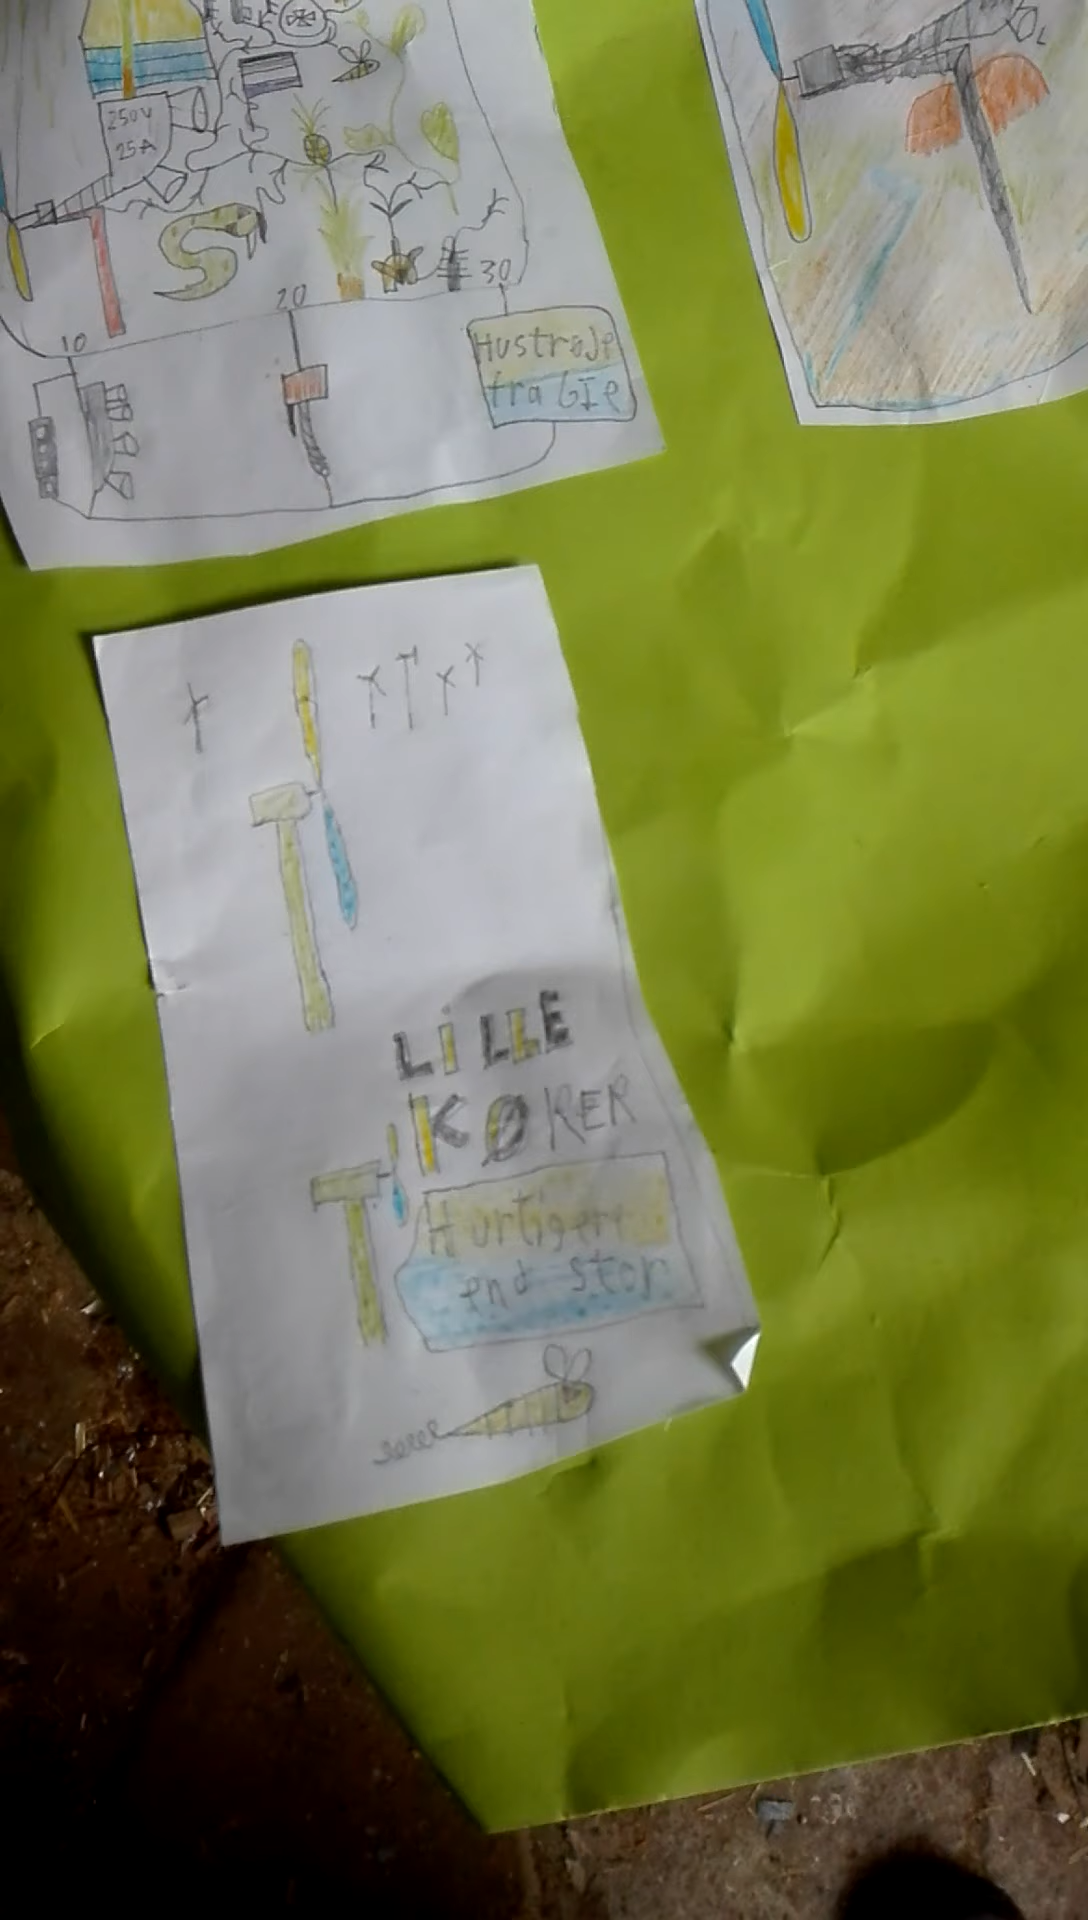 250V
25A
10
20
30
Hustrøje
fra GIE
LiLLE
KØRER
Hurtigere
end stor